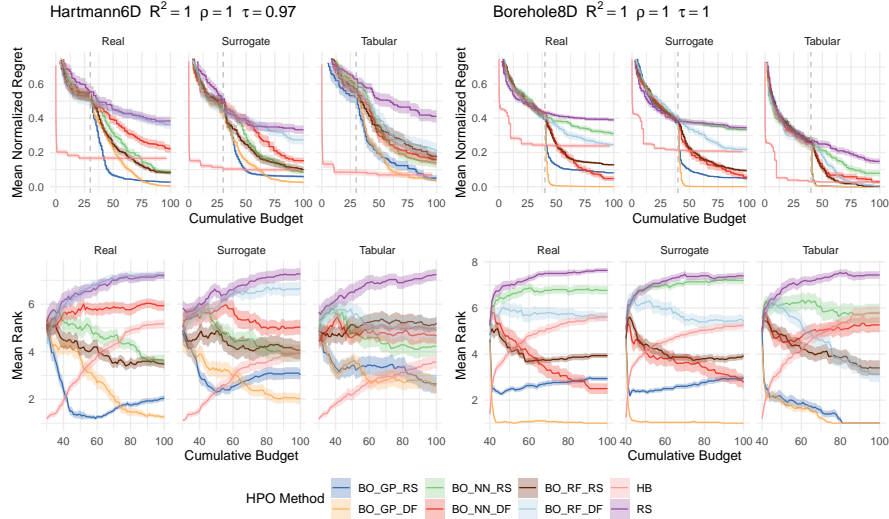 Hartmann6D R² = 1 ρ = 1 τ = 0.97
Borehole8D R² = 1 ρ = 1 τ = 1
Real Surrogate Tabular
Real Surrogate Tabular
Mean Normalized Regret
0.6
0.4
0.2
0.0
0 25 50 75 100 0 25 50 75 100 0 25 50 75 100
Cumulative Budget
Mean Normalized Regret
0.6
0.4
0.2
0.0
0 25 50 75 100 0 25 50 75 100 0 25 50 75 100
Cumulative Budget
Real Surrogate Tabular
Mean Rank
6
4
2
40 60 80 100 40 60 80 100 40 60 80 100
Cumulative Budget
Real Surrogate Tabular
Mean Rank
8
6
4
2
40 60 80 100 40 60 80 100 40 60 80 100
Cumulative Budget
HPO Method
BO_GP_RS BO_NN_RS BO_RF_RS HB
BO_GP_DF BO_NN_DF BO_RF_DF RS